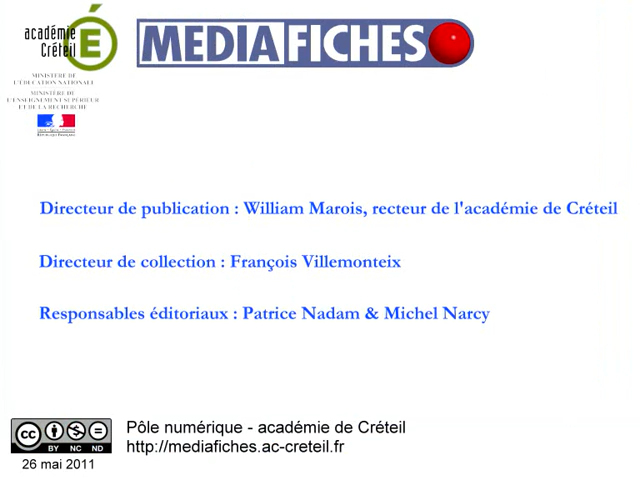 académie
Créteil
É
MEDIAFICHES
MINISTÈRE DE
L'ÉDUCATION NATIONALE
MINISTÈRE DE
L'ENSEIGNEMENT SUPÉRIEUR
ET DE LA RECHERCHE
Directeur de publication : William Marois, recteur de l'académie de Créteil
Directeur de collection : François Villemonteix
Responsables éditoriaux : Patrice Nadam & Michel Narcy
cc
BY NC ND
26 mai 2011
Pôle numérique - académie de Créteil
http://mediafiches.ac-creteil.fr